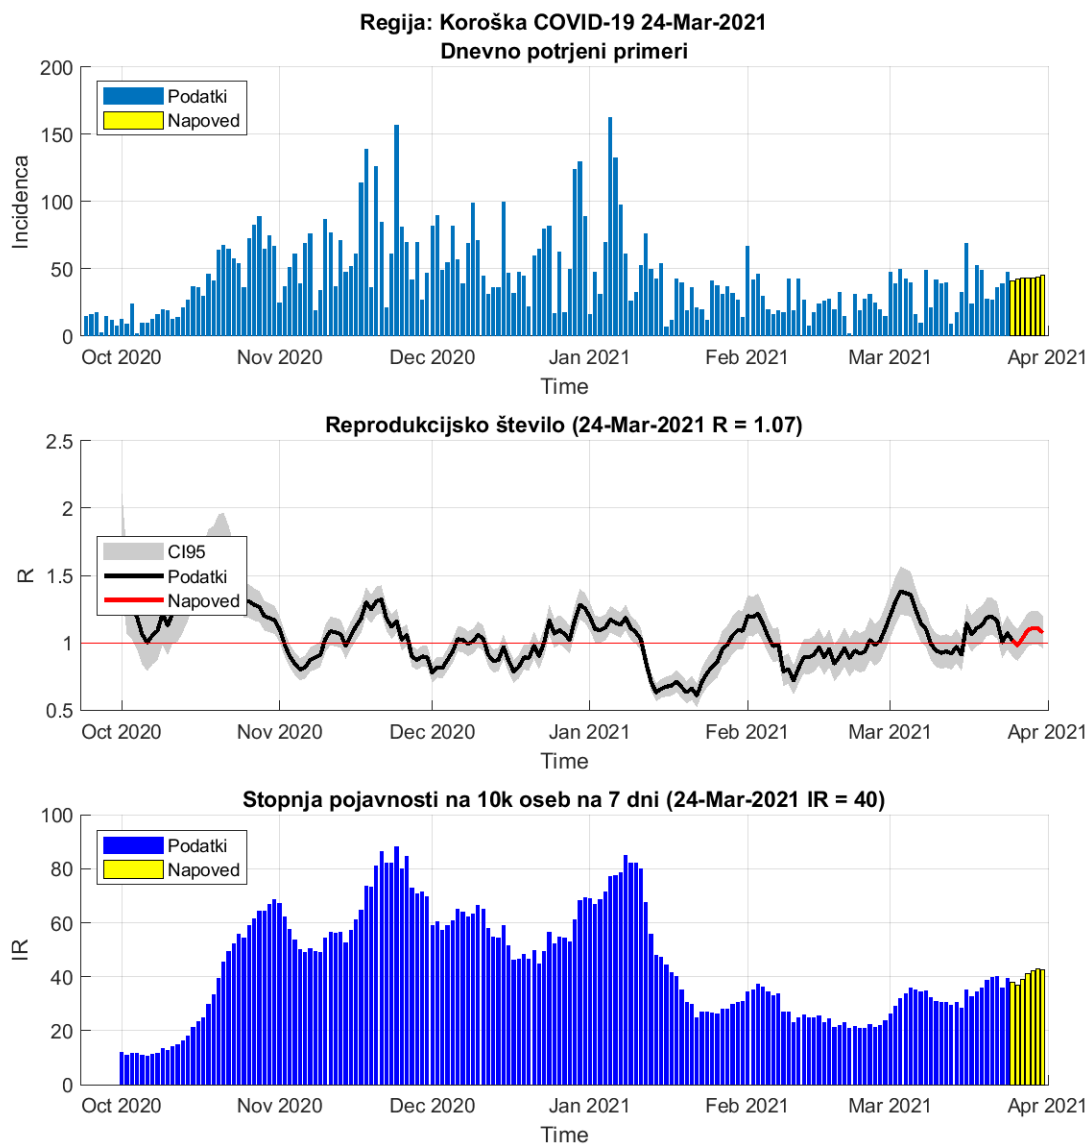 Regija: Koroška COVID-19 24-Mar-2021
Dnevno potrjeni primeri
200
150
100
50
0
Incidenca
Podatki
Napoved
Oct 2020 Nov 2020 Dec 2020 Jan 2021 Feb 2021 Mar 2021 Apr 2021
Time
Reprodukcijsko število (24-Mar-2021 R = 1.07)
2.5
2
1.5
1
0.5
R
CI95
Podatki
Napoved
Oct 2020 Nov 2020 Dec 2020 Jan 2021 Feb 2021 Mar 2021 Apr 2021
Time
Stopnja pojavnosti na 10k oseb na 7 dni (24-Mar-2021 IR = 40)
100
80
60
40
20
0
IR
Podatki
Napoved
Oct 2020 Nov 2020 Dec 2020 Jan 2021 Feb 2021 Mar 2021 Apr 2021
Time